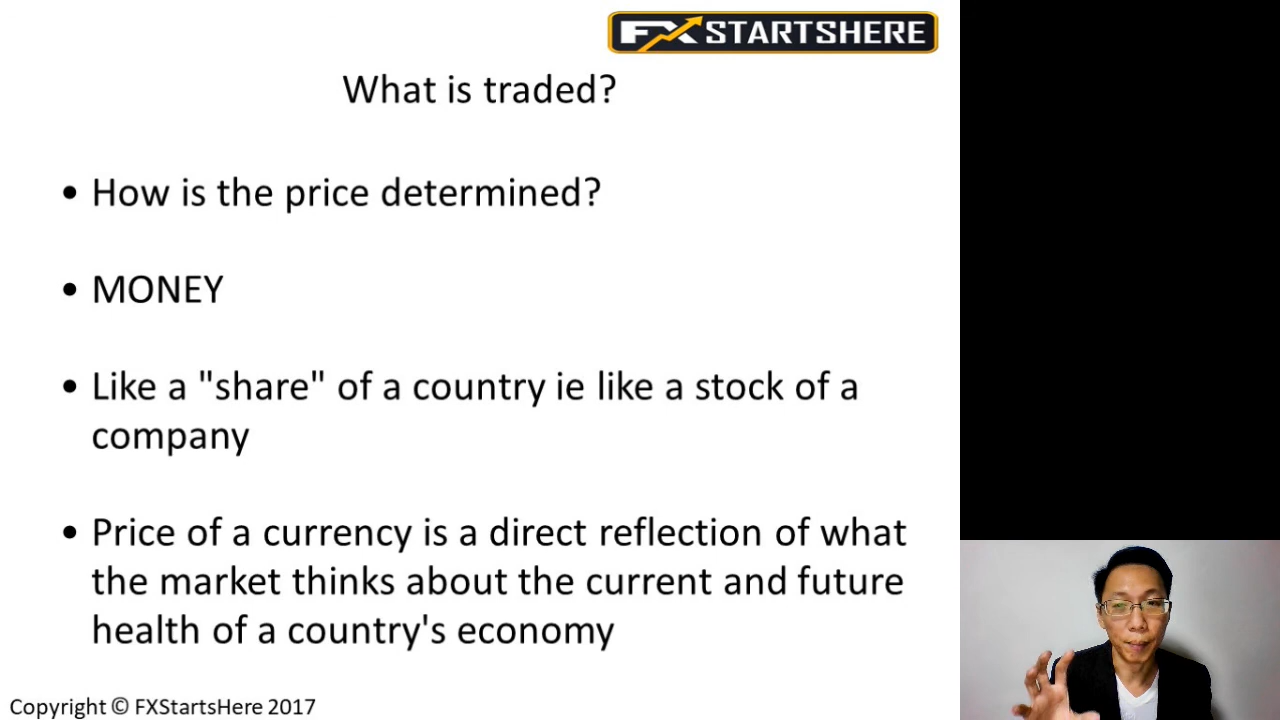 FX STARTSHERE
What is traded?
• How is the price determined?
• MONEY
• Like a "share" of a country ie like a stock of a
company
• Price of a currency is a direct reflection of what
the market thinks about the current and future
health of a country's economy
Copyright © FXStartsHere 2017